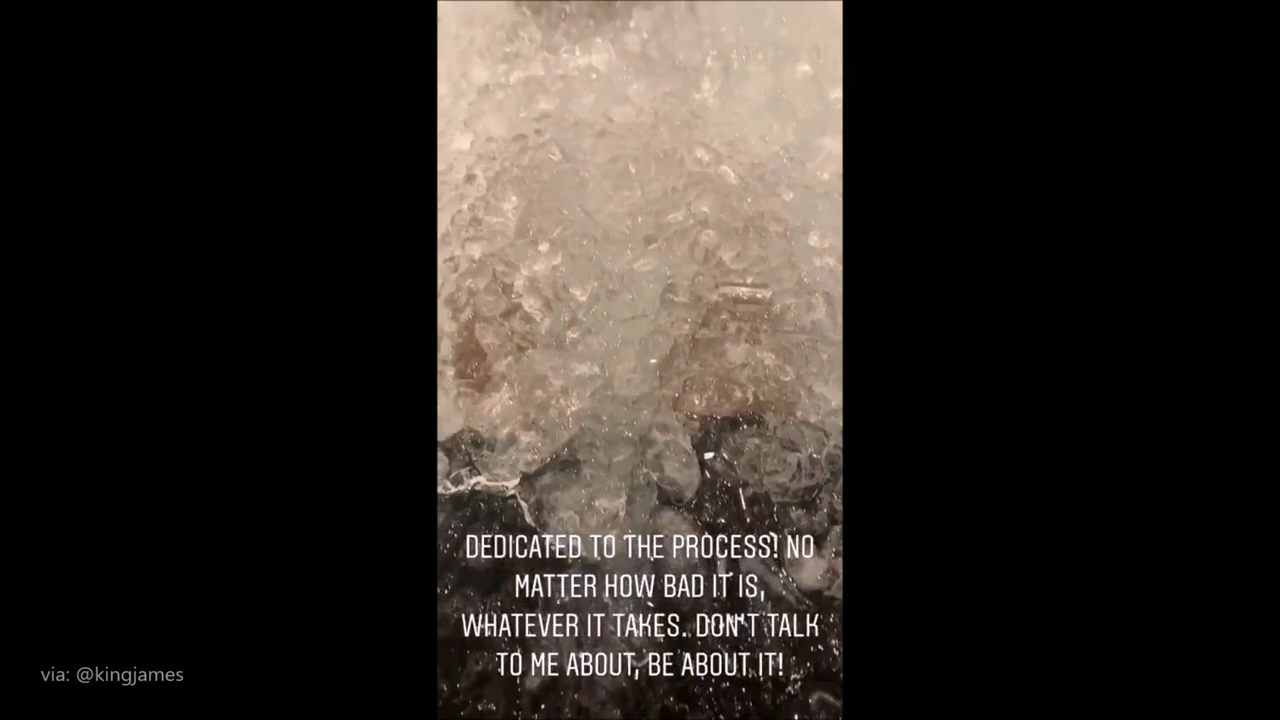 DEDICATED TO THE PROCESS! NO
MATTER HOW BAD IT IS,
WHATEVER IT TAKES. DON'T TALK
TO ME ABOUT, BE ABOUT IT!
via: @kingjames